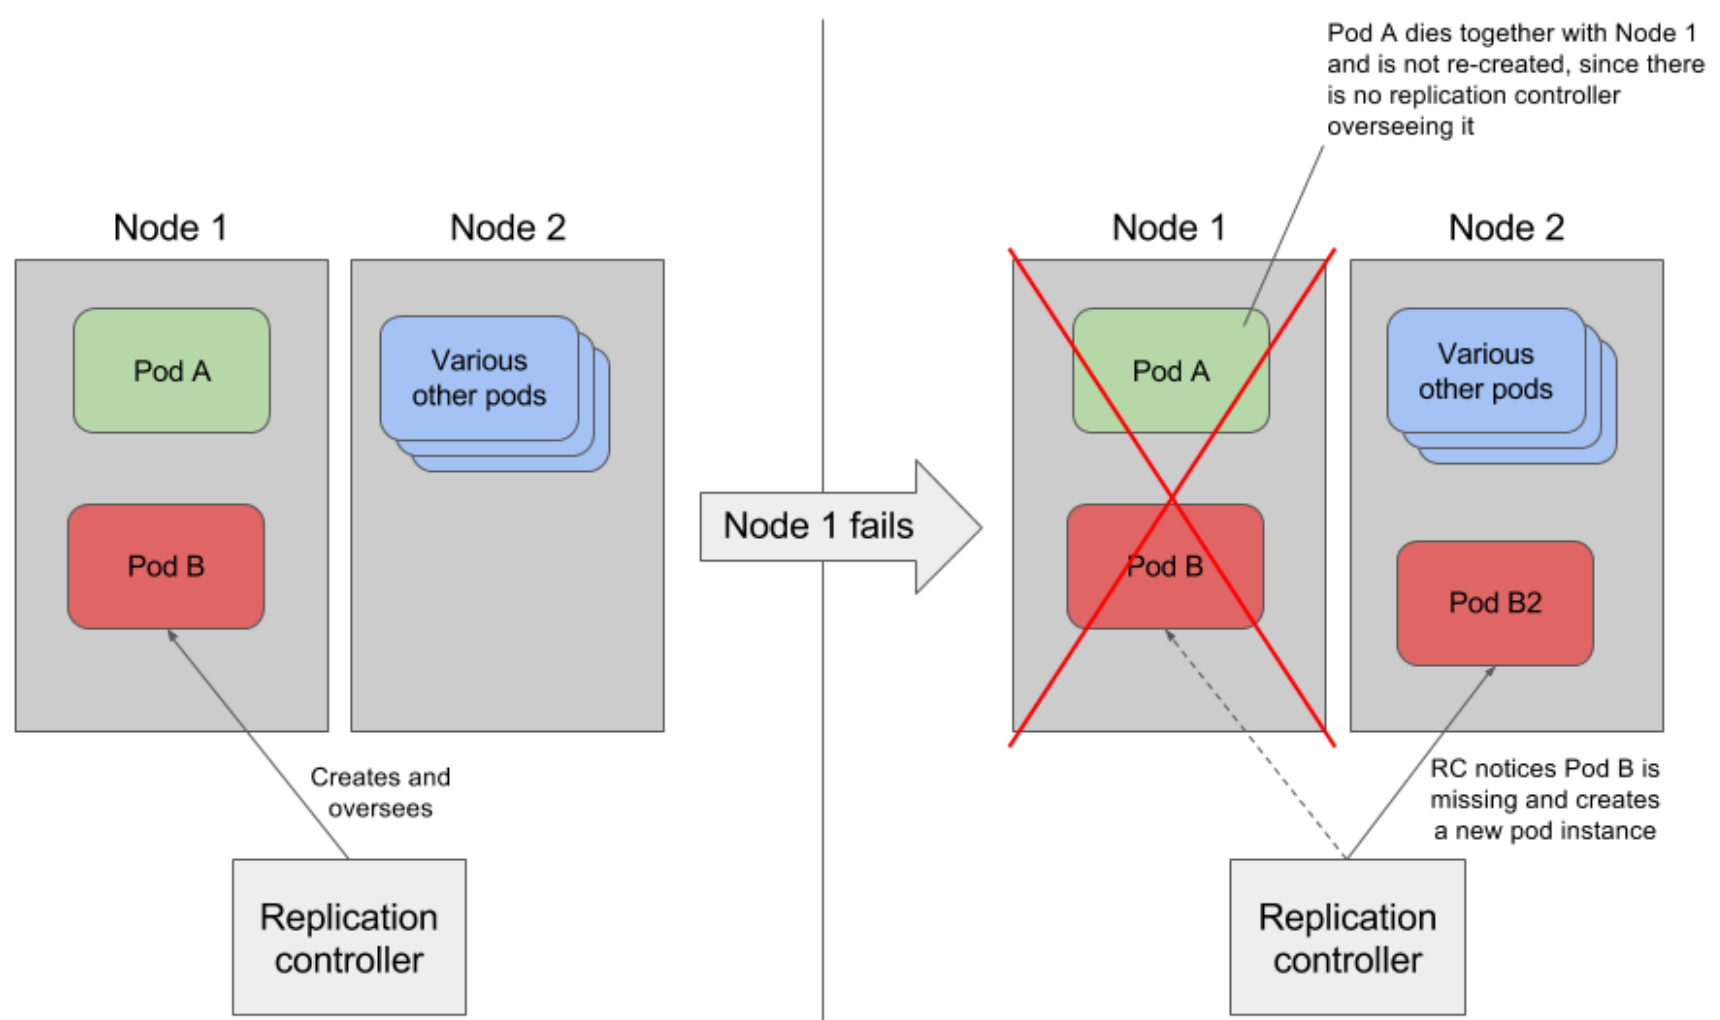 Node 1
Node 2
Pod A
Various
other pods
Pod B
Creates and
oversees
Replication
controller
Node 1 fails
Pod A dies together with Node 1
and is not re-created, since there
is no replication controller
overseeing it
Node 1
Node 2
Pod A
Various
other pods
Pod B
Pod B2
RC notices Pod B is
missing and creates
a new pod instance
Replication
controller